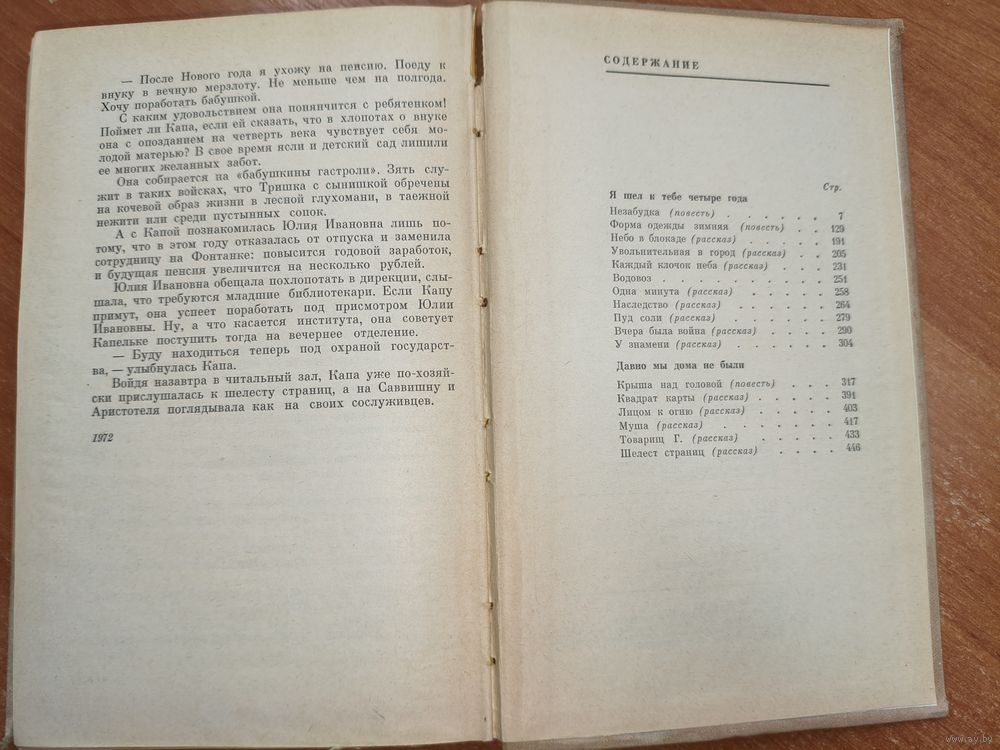 — После Нового года я ухожу на пенсию. Поеду к
внуку в вечную мерзлоту. Не меньше чем на полгода.
Хочу поработать бабушкой.
С каким удовольствием она понянчится с ребятенком!
Поймет ли Капа, если ей сказать, что в хлопотах о внуке
она с опозданием на четверть века чувствует себя мо-
лодой матерью? В свое время ясли и детский сад лишили
ее многих желанных забот.
Она собирается на «бабушкины гастроли». Зять слу-
жит в таких войсках, что Тришка с сынишкой обречены
на кочевой образ жизни в лесной глухомани, в таежной
нежити или среди пустынных сопок.
А с Капой познакомилась Юлия Ивановна лишь по-
тому, что в этом году отказалась от отпуска и заменила
сотрудницу на Фонтанке: повысится годовой заработок,
и будущая пенсия увеличится на несколько рублей.
Юлия Ивановна обещала похлопотать в дирекции, слы-
шала, что требуются младшие библиотекари. Если Капу
примут, она успеет поработать под присмотром Юлии
Ивановны. Ну, а что касается института, она советует
Капельке поступить тогда на вечернее отделение.
— Буду находиться теперь под охраной государст-
ва, — улыбнулась Капа.
Войдя назавтра в читальный зал, Капа уже по-хозяй-
ски прислушалась к шелесту страниц, а на Саввишну и
Аристотеля поглядывала как на своих сослуживцев.
1972
СОДЕРЖАНИЕ
Стр.
Я шел к тебе четыре года
Незабудка (повесть) . . . . . . 7
Форма одежды зимняя (повесть) . . 129
Небо в блокаде (рассказ) . . . . . 191
Увольнительная в город (рассказ) . . 205
Каждый клочок неба (рассказ) . . . 231
Водовоз . . . . . . . . . 251
Одна минута (рассказ) . . . . . 258
Наследство (рассказ) . . . . . 264
Пуд соли (рассказ) . . . . . 279
Вчера была война (рассказ) . . . . 290
У знамени (рассказ) . . . . . 304
Давно мы дома не были
Крыша над головой (повесть) . . . 317
Квадрат карты (рассказ) . . . . 391
Лицом к огню (рассказ) . . . . . 403
Муша (рассказ) . . . . . . 417
Товарищ Г. (рассказ) . . . . . 433
Шелест страниц (рассказ) . . . . 446
www.ay.by